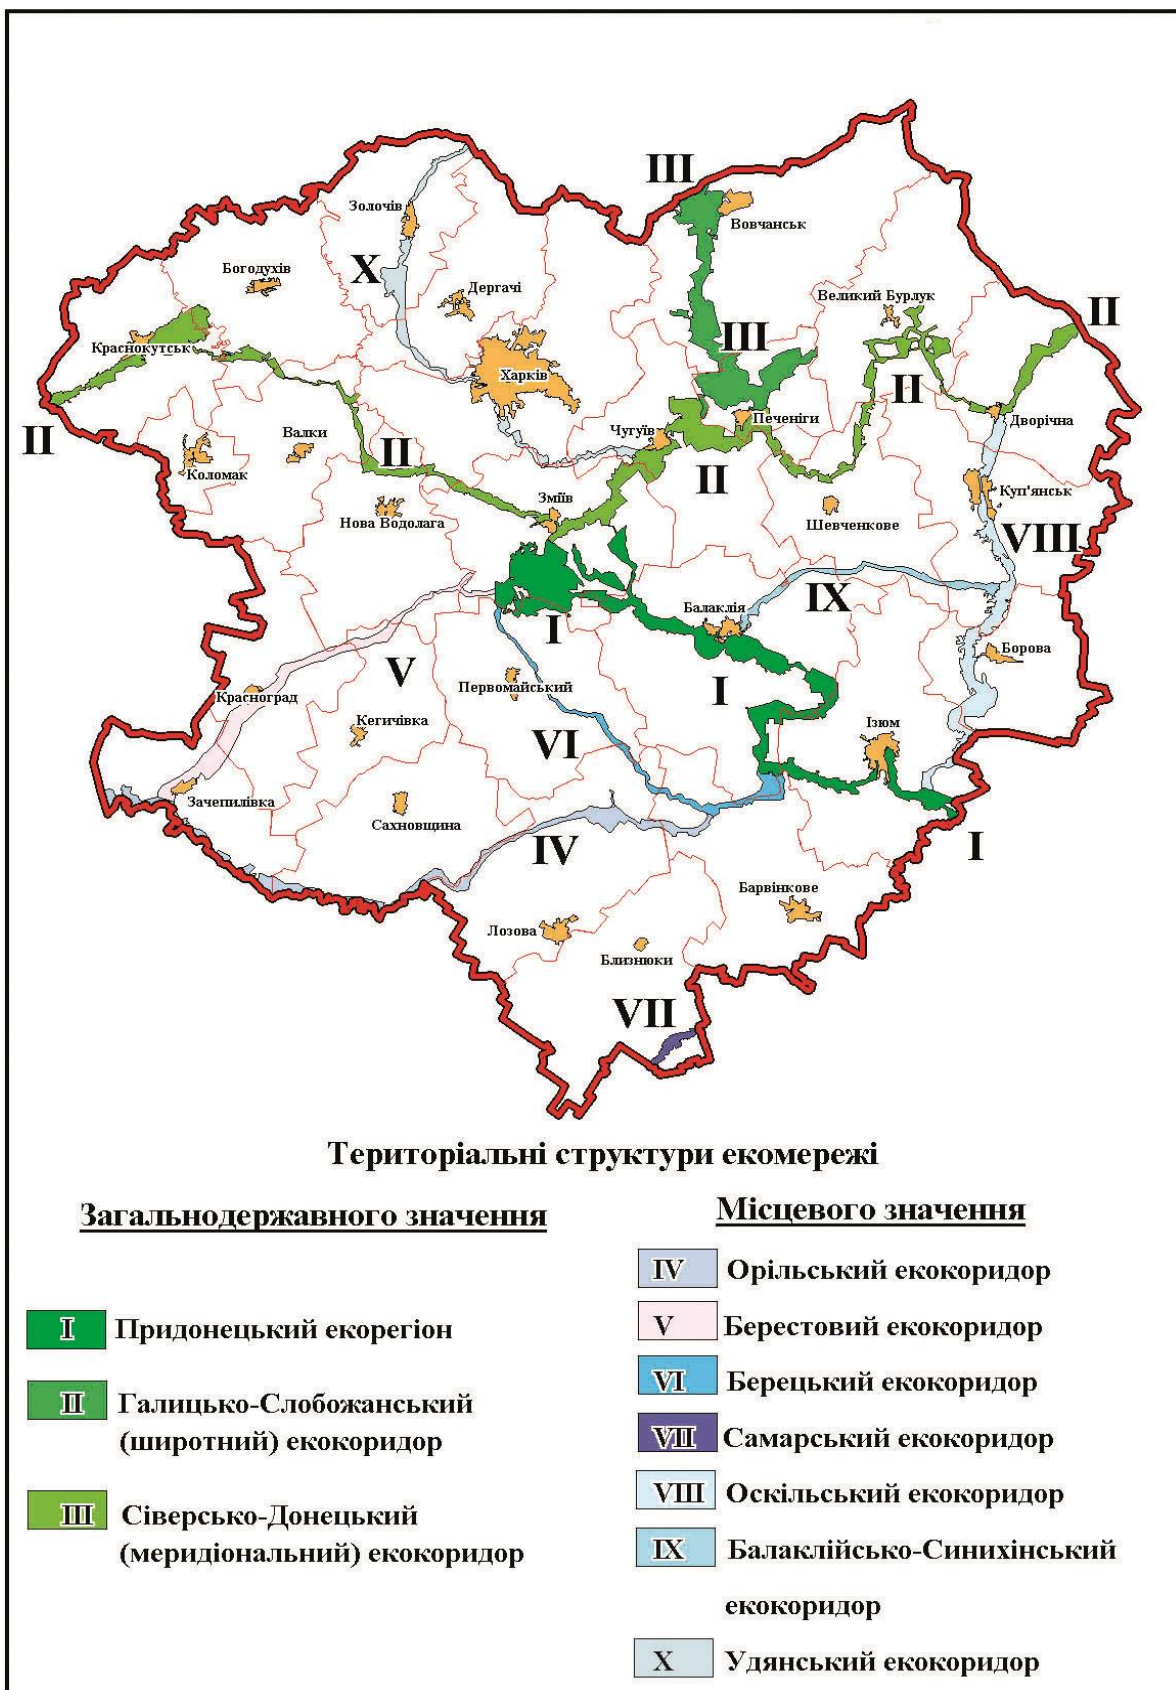 III
Золочів
Вовчанськ
X
Богодухів
Дергачі
Великий Бурлук
II
III
Краснокутськ
Харків
II
Печеніги
Дворічна
Чугуїв
Валки
II
II
Коломак
II
Куп'янськ
Зміїв
Нова Водолага
Шевченкове
VIII
IX
Балаклія
I
Борова
V
Первомайський
I
Красноград
Кегичівка
Ізюм
VI
Зачепилівка
Сахновщина
IV
I
Барвінкове
Лозова
Близнюки
VII
Територіальні структури екомережі
Загальнодержавного значення
I Придонецький екорегіон
II Галицько-Слобожанський
(широтний) екокоридор
III Сіверсько-Донецький
(меридіональний) екокоридор
Місцевого значення
IV Орільський екокоридор
V Берестовий екокоридор
VI Берецький екокоридор
VII Самарський екокоридор
VIII Оскільський екокоридор
IX Балаклійсько-Синихінський
екокоридор
X Удянський екокоридор